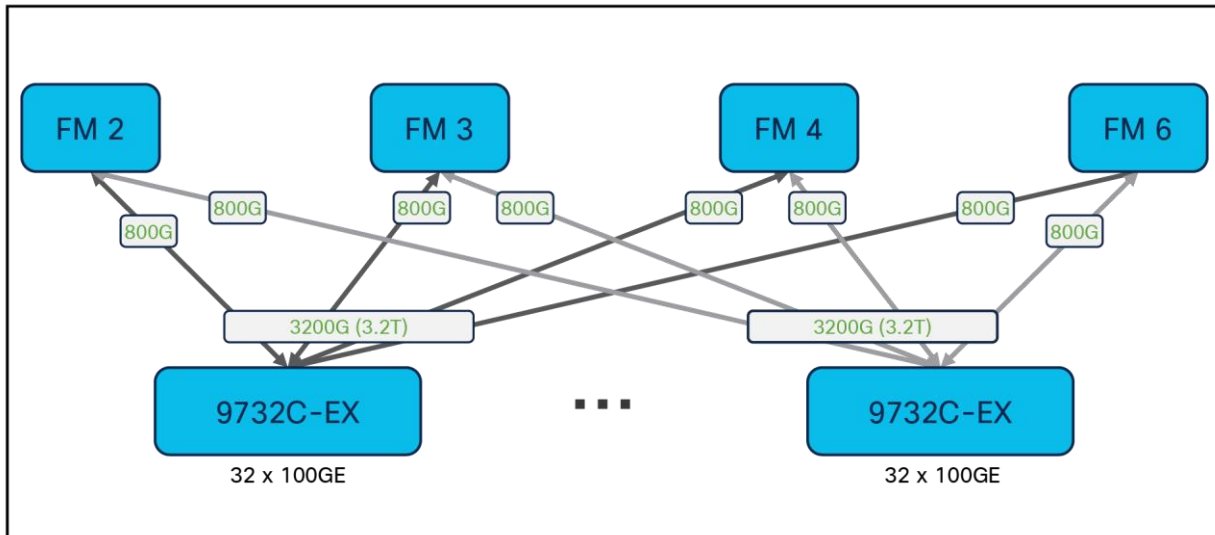 FM 2
FM 3
FM 4
FM 6
800G
800G
800G
800G
800G
800G
800G
800G
3200G (3.2T)
3200G (3.2T)
9732C-EX
...
9732C-EX
32 x 100GE
32 x 100GE